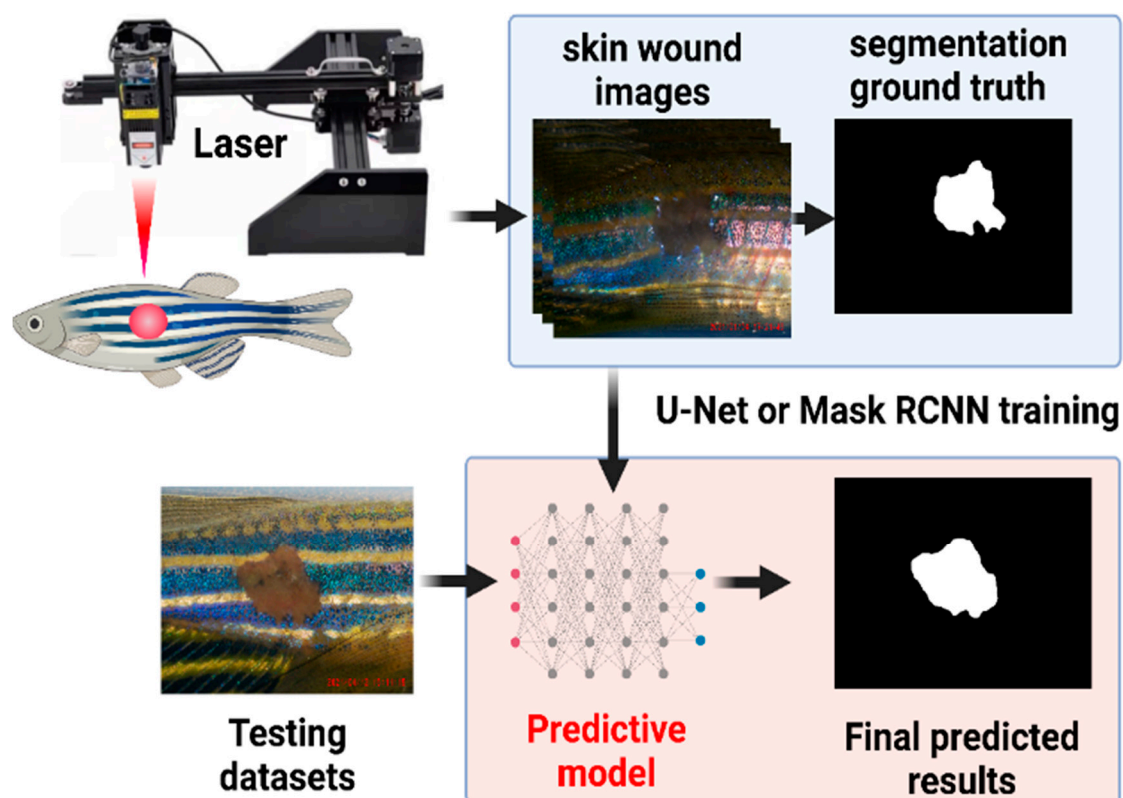 skin wound
images
segmentation
ground truth
Laser
U-Net or Mask RCNN training
Testing
datasets
Predictive
model
Final predicted
results